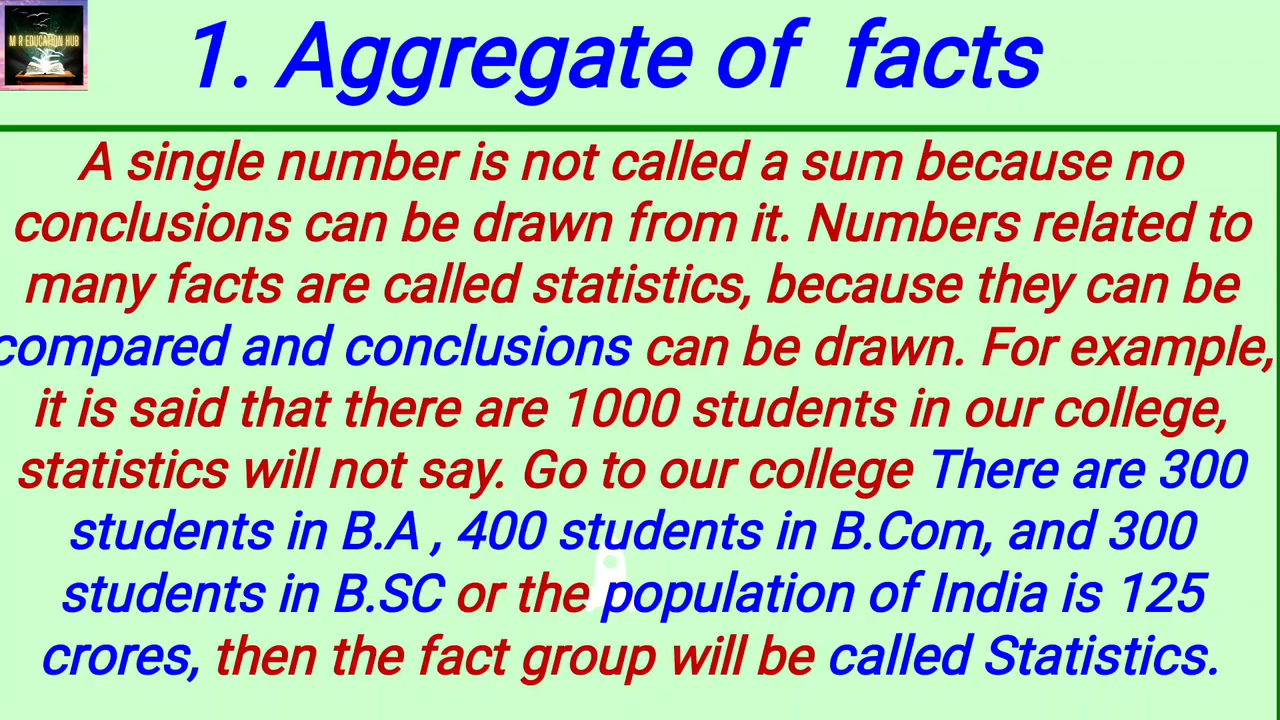 M R EDUCATION HUB
1. Aggregate of facts
A single number is not called a sum because no
conclusions can be drawn from it. Numbers related to
many facts are called statistics, because they can be
compared and conclusions can be drawn. For example,
it is said that there are 1000 students in our college,
statistics will not say. Go to our college There are 300
students in B.A , 400 students in B.Com, and 300
students in B.SC or the population of India is 125
crores, then the fact group will be called Statistics.